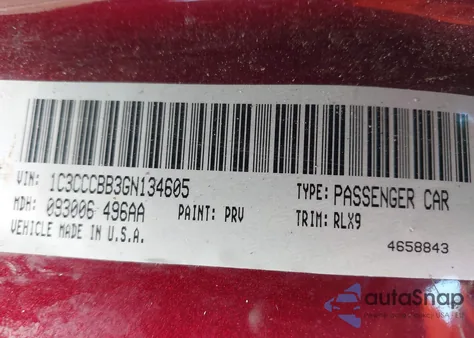 VIN: 1C3CCCBB3GN134605 TYPE: PASSENGER CAR
MDH: 093006 496AA PAINT: PRV TRIM: RLX9
VEHICLE MADE IN U.S.A. 4658843
autoSnap